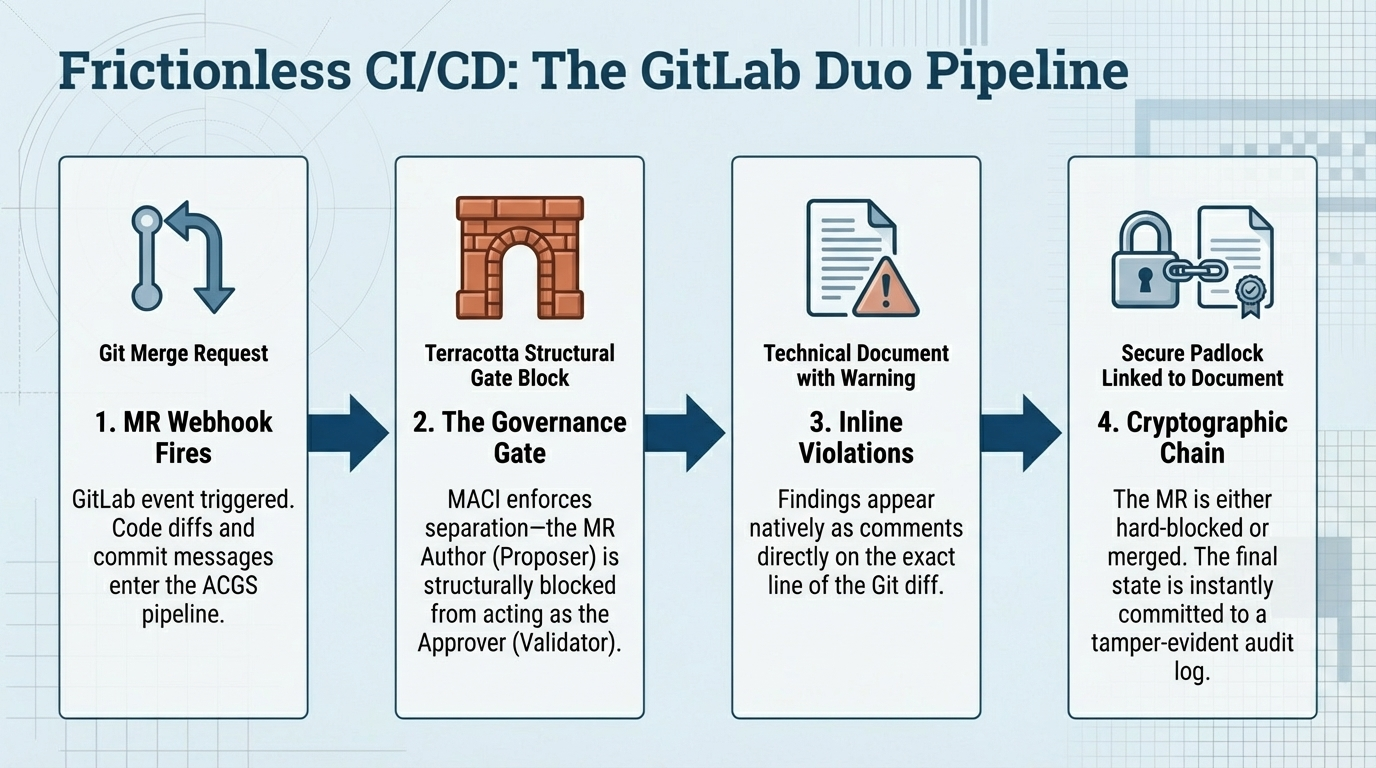 Frictionless CI/CD: The GitLab Duo Pipeline
Git Merge Request
1. MR Webhook
Fires
GitLab event triggered.
Code diffs and
commit messages
enter the ACGS
pipeline.
Terracotta Structural
Gate Block
2. The Governance
Gate
MACI enforces
separation—the MR
Author (Proposer) is
structurally blocked
from acting as the
Approver (Validator).
Technical Document
with Warning
3. Inline
Violations
Findings appear
natively as comments
directly on the exact
line of the Git diff.
Secure Padlock
Linked to Document
4. Cryptographic
Chain
The MR is either
hard-blocked or
merged. The final
state is instantly
committed to a
tamper-evident audit
log.